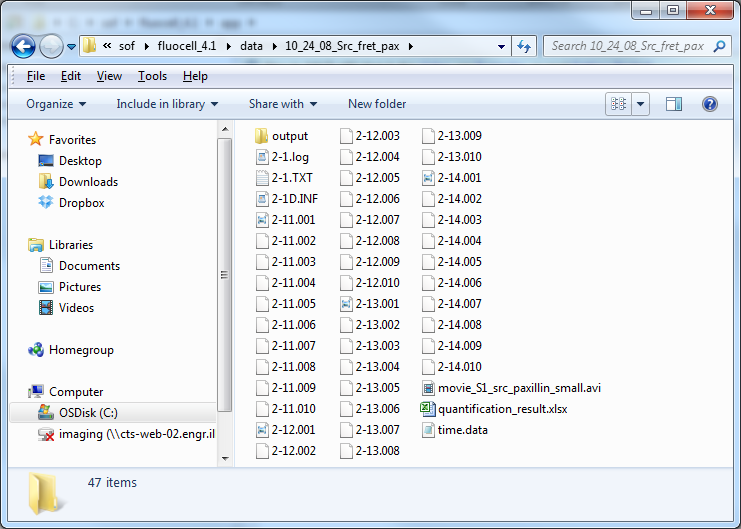 « sof ▸ fluocell_4.1 ▸ data ▸ 10_24_08_Src_fret_pax ▸
Search 10_24_08_Src_fret_pax
File Edit View Tools Help
Organize Include in library Share with New folder
Favorites
Desktop
Downloads
Dropbox
Libraries
Documents
Pictures
Videos
Homegroup
Computer
OSDisk (C:)
imaging (\\cts-web-02.engr.il
output
2-1.log
2-1.TXT
2-1D.INF
2-11.001
2-11.002
2-11.003
2-11.004
2-11.005
2-11.006
2-11.007
2-11.008
2-11.009
2-11.010
2-12.001
2-12.002
2-12.003
2-12.004
2-12.005
2-12.006
2-12.007
2-12.008
2-12.009
2-12.010
2-13.001
2-13.002
2-13.003
2-13.004
2-13.005
2-13.006
2-13.007
2-13.008
2-13.009
2-13.010
2-14.001
2-14.002
2-14.003
2-14.004
2-14.005
2-14.006
2-14.007
2-14.008
2-14.009
2-14.010
movie_S1_src_paxillin_small.avi
quantification_result.xlsx
time.data
47 items